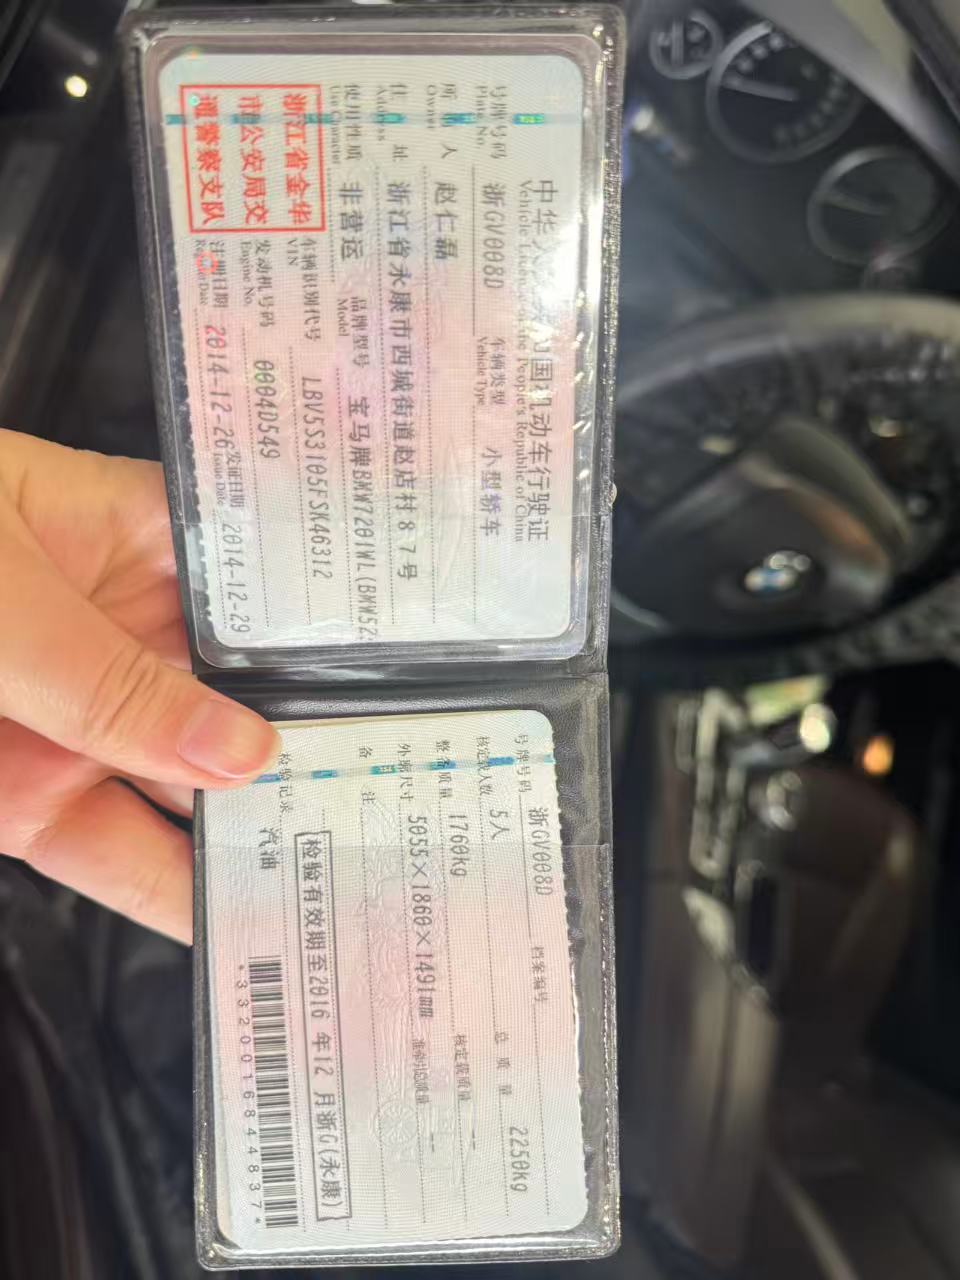 中华人民共和国机动车行驶证
Vehicle License of the People's Republic of China
号牌号码 浙GV008D 车辆类型 小型轿车
Plate No. Vehicle Type
所有人 赵仁磊
Owner
住址 浙江省永康市西城街道赵店村87号
Address
使用性质 非营运 品牌型号 宝马牌BMW7201WL(BMW52
Use Character Model
浙江省金华
市公安局交
通警察支队
车辆识别代号 LBV5S3105FSK46312
VIN
发动机号码 0004D549
Engine No.
注册日期 2014-12-26 发证日期 2014-12-29
Register Date Issue Date
号牌号码 浙GV008D 档案编号
核定载人数 5人 总质量 2250kg
整备质量 1760kg 核定载质量 --
外廓尺寸 5055×1860×1491mm 准牵引总质量 --
备注
检验有效期至2016年12月浙G(永康)
检验记录 汽油
*3320016844837*